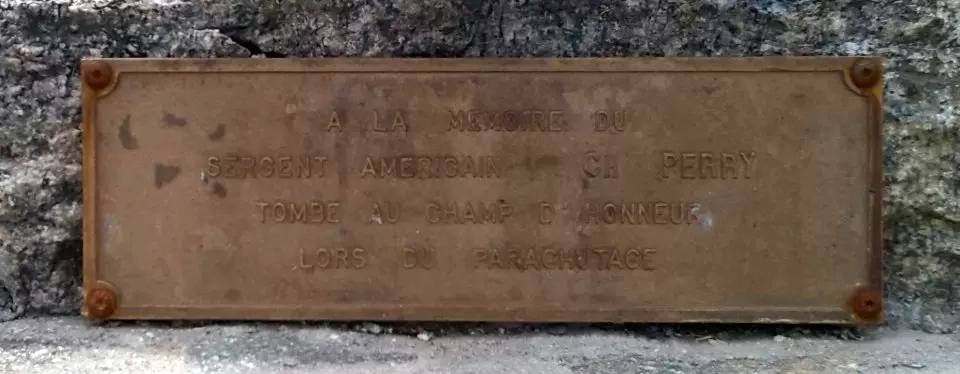 A LA MEMOIRE DU
SERGENT AMERICAIN CH PERRY
TOMBE AU CHAMP D'HONNEUR
LORS DU PARACHUTAGE